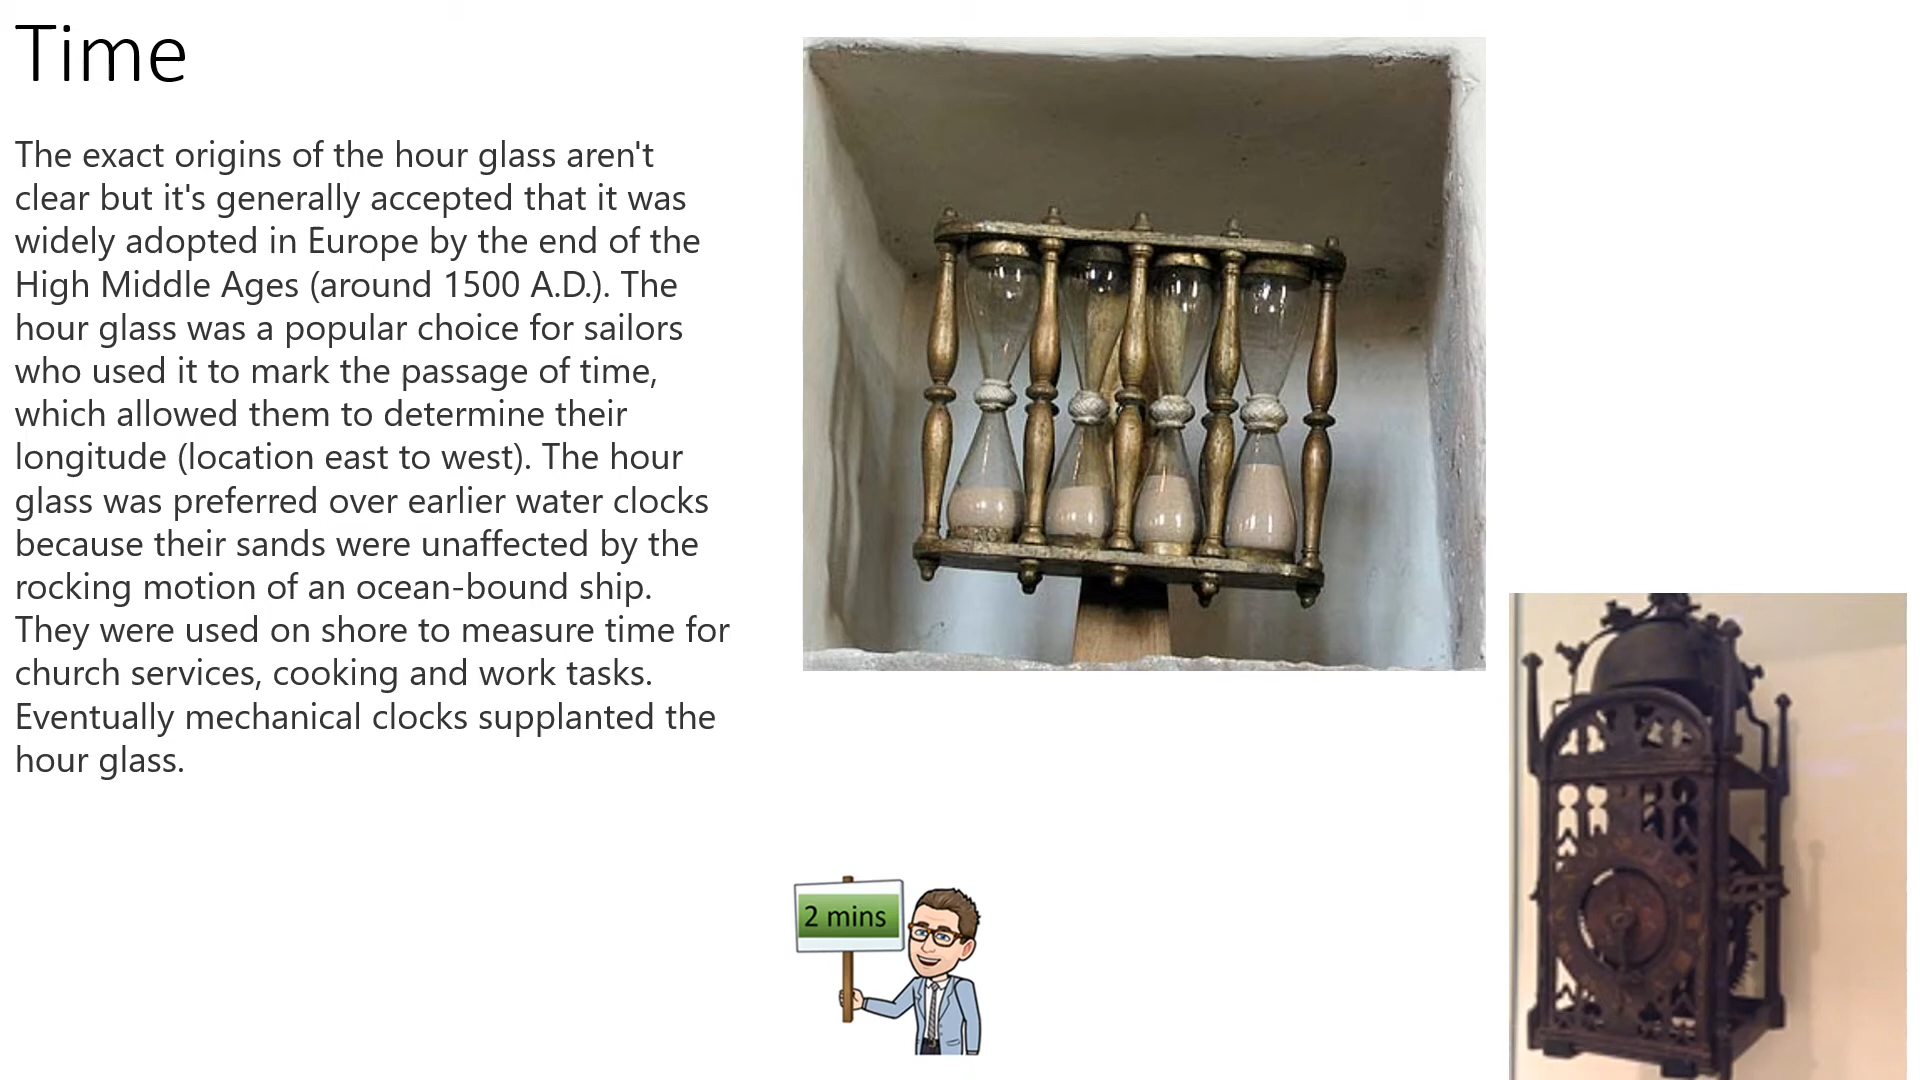 Time
The exact origins of the hour glass aren't
clear but it's generally accepted that it was
widely adopted in Europe by the end of the
High Middle Ages (around 1500 A.D.). The
hour glass was a popular choice for sailors
who used it to mark the passage of time,
which allowed them to determine their
longitude (location east to west). The hour
glass was preferred over earlier water clocks
because their sands were unaffected by the
rocking motion of an ocean-bound ship.
They were used on shore to measure time for
church services, cooking and work tasks.
Eventually mechanical clocks supplanted the
hour glass.
2 mins